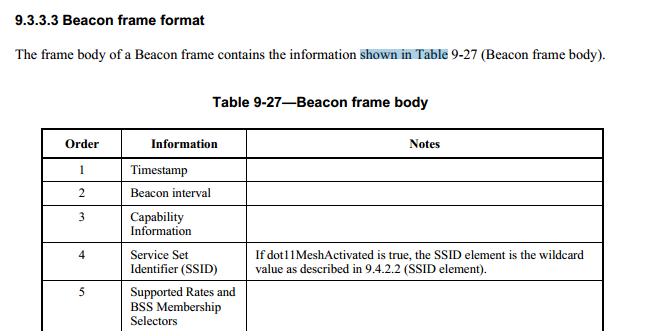 9.3.3.3 Beacon frame format
The frame body of a Beacon frame contains the information shown in Table 9-27 (Beacon frame body).
Table 9-27—Beacon frame body
Order Information Notes
1 Timestamp
2 Beacon interval
3 Capability
Information
4 Service Set If dot11MeshActivated is true, the SSID element is the wildcard
Identifier (SSID) value as described in 9.4.2.2 (SSID element).
5 Supported Rates and
BSS Membership
Selectors